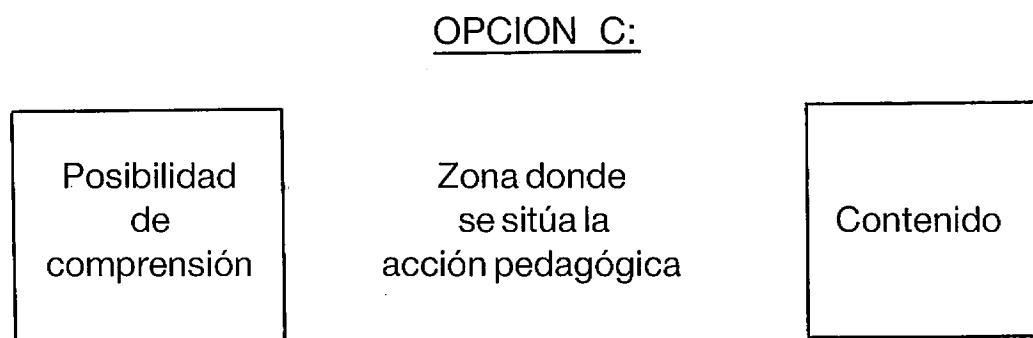 OPCION C:
Posibilidad
de
comprensión
Zona donde
se sitúa la
acción pedagógica
Contenido